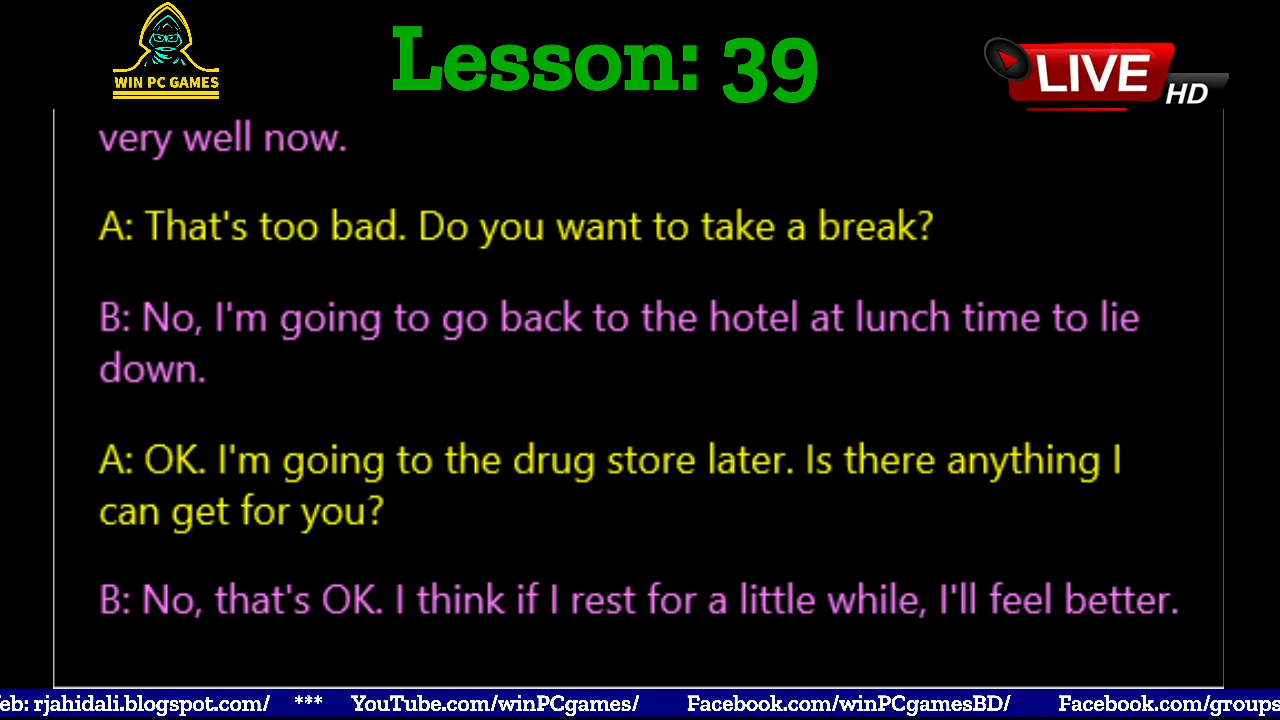 WIN PC GAMES
Lesson: 39
LIVE
HD
very well now.
A: That's too bad. Do you want to take a break?
B: No, I'm going to go back to the hotel at lunch time to lie
down.
A: OK. I'm going to the drug store later. Is there anything I
can get for you?
B: No, that's OK. I think if I rest for a little while, I'll feel better.
eb: rjahidali.blogspot.com/ *** YouTube.com/winPCgames/ Facebook.com/winPCgamesBD/ Facebook.com/groups